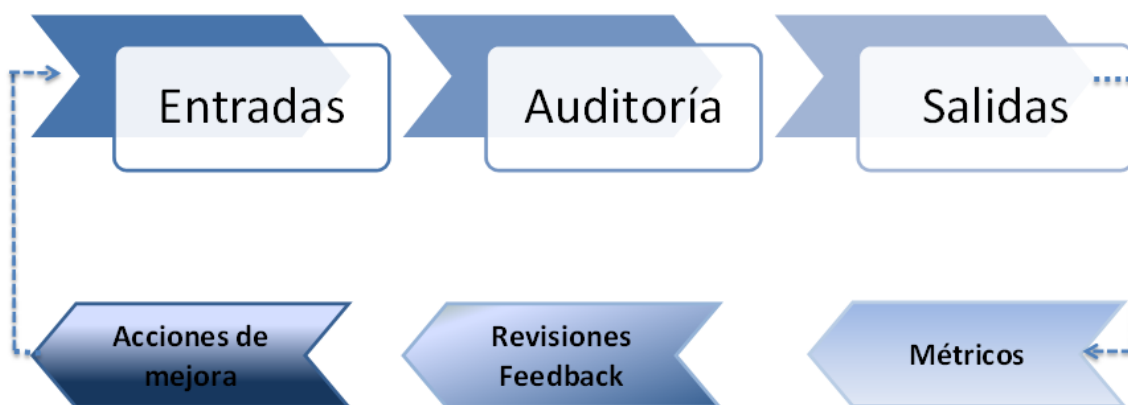 Entradas
Auditoría
Salidas
Acciones de
mejora
Revisiones
Feedback
Métricos